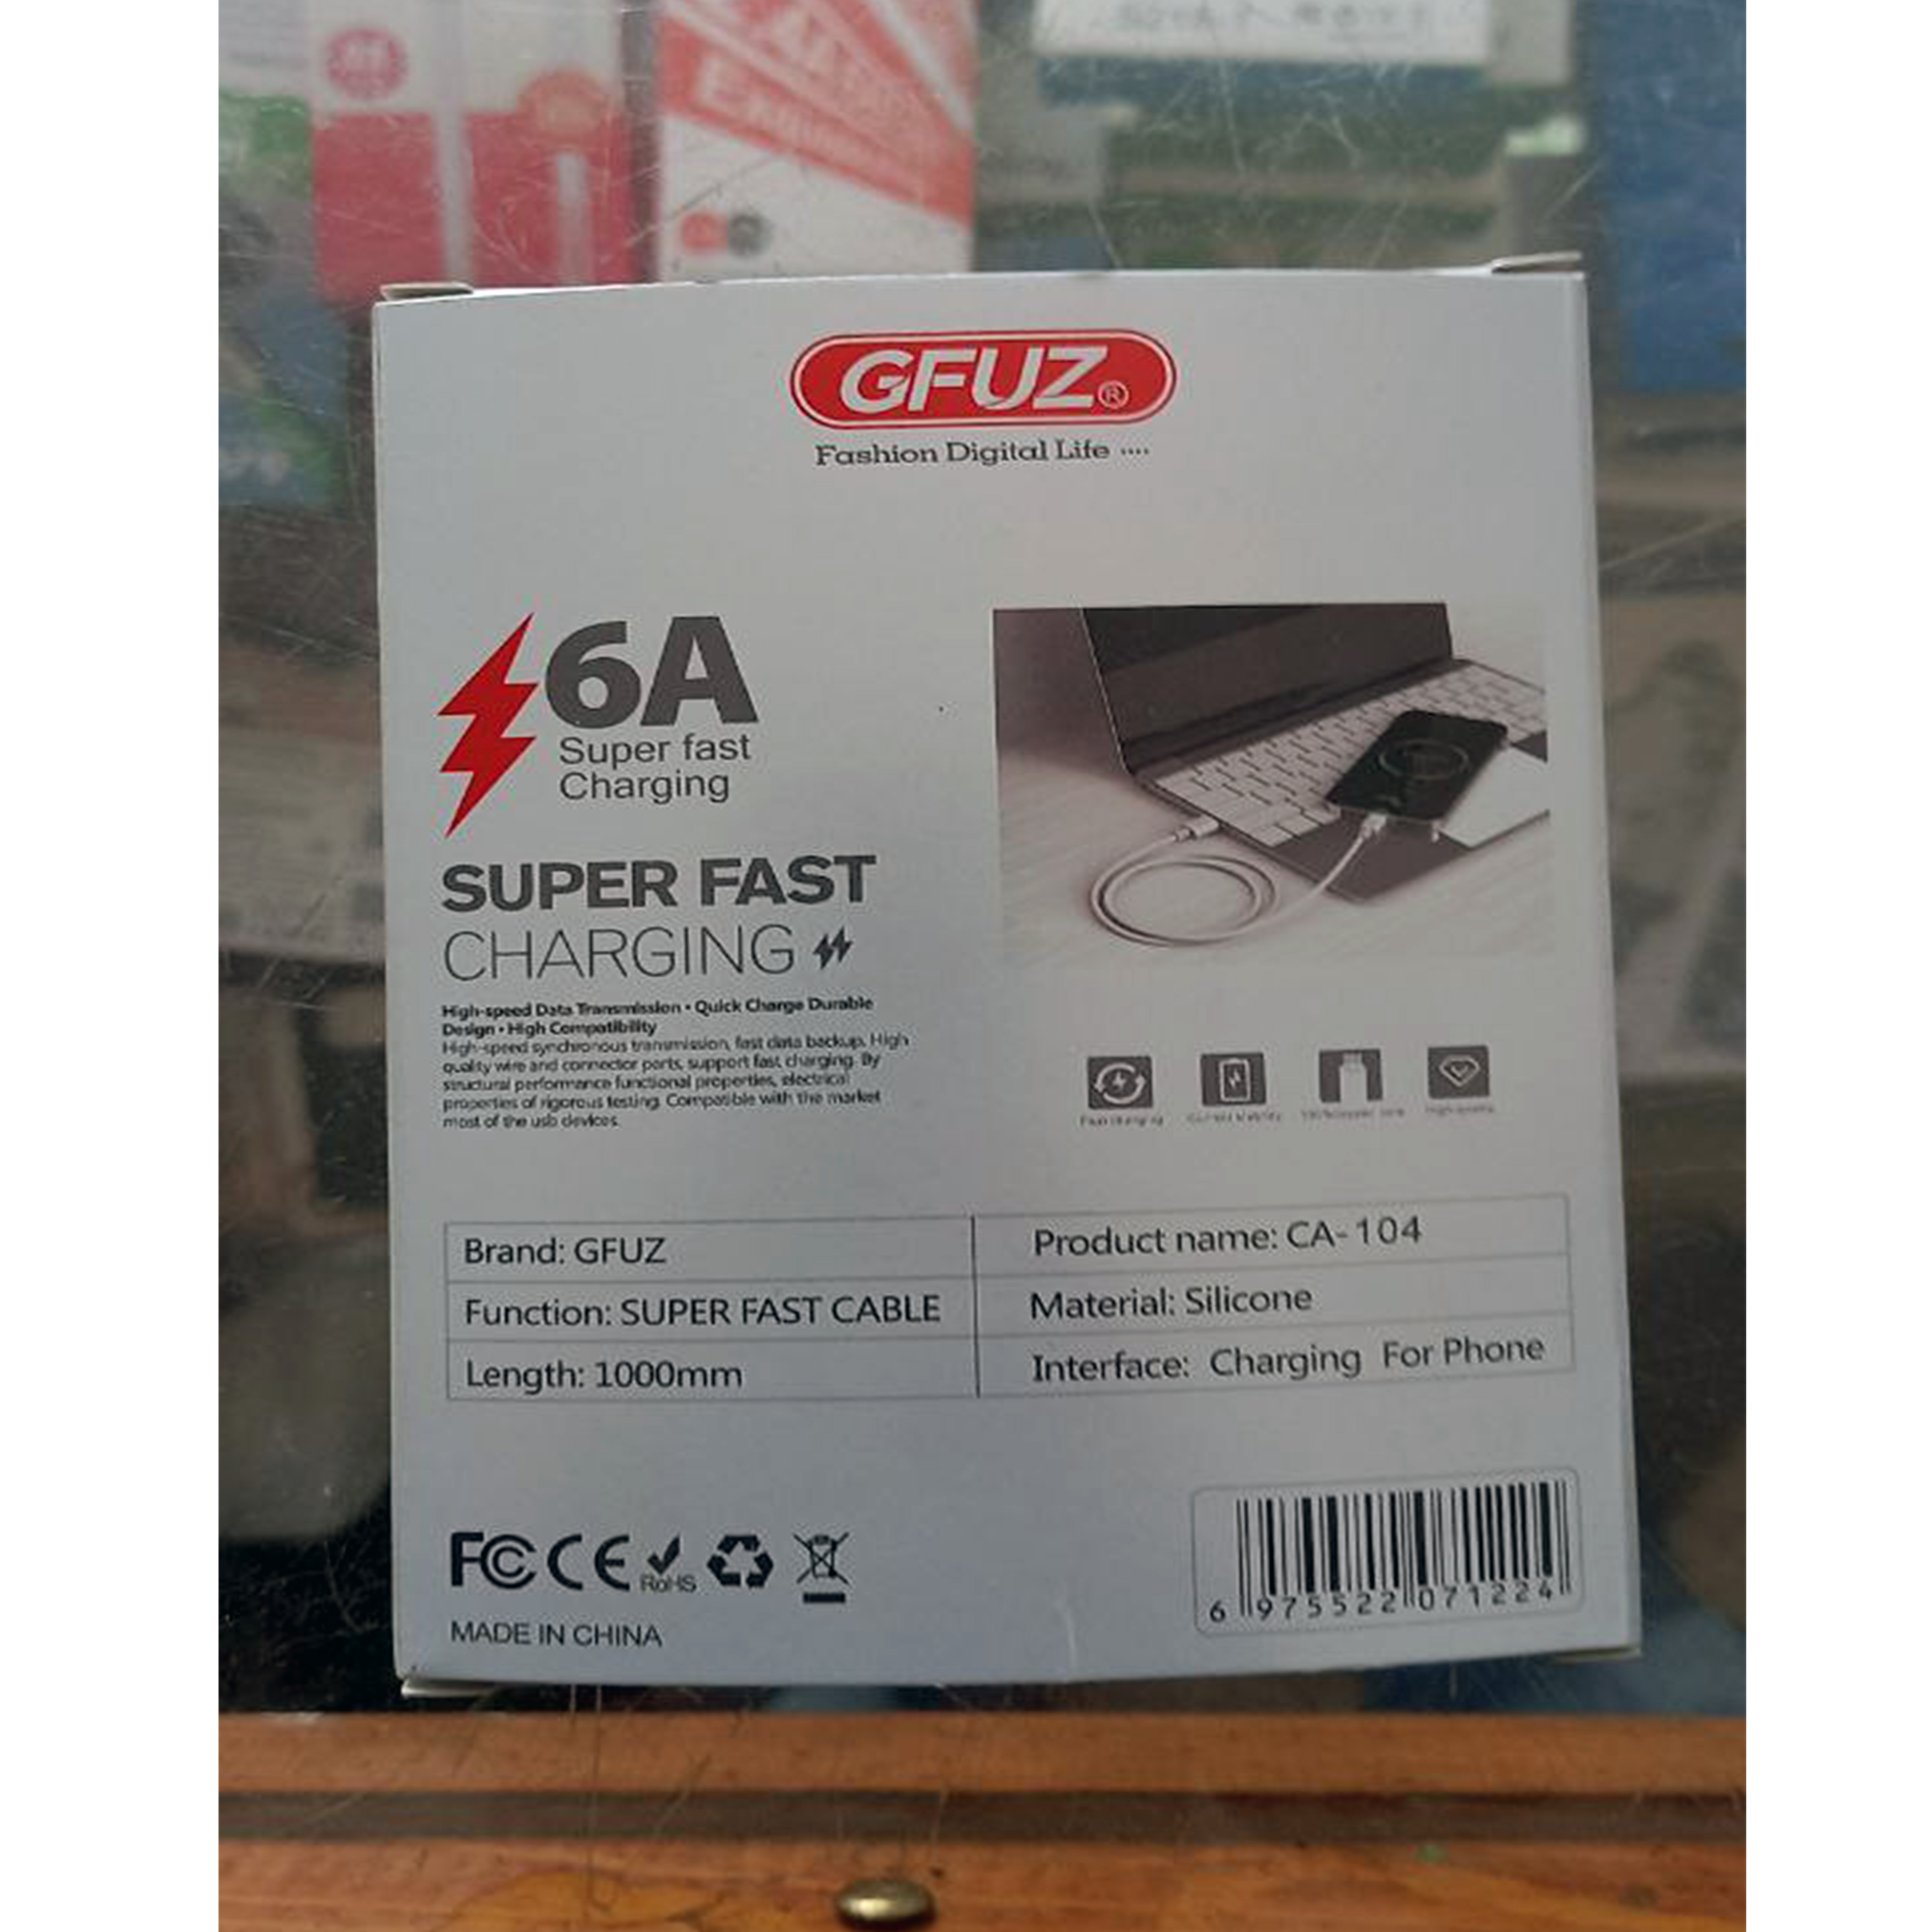 GFUZ®
Fashion Digital Life ....
6A
Super fast
Charging
SUPER FAST
CHARGING
High-speed Data Transmission • Quick Charge Durable
Design • High Compatibility
High-speed synchronous transmission, fast data backup. High
quality wire and connector parts, support fast charging. By
structural performance functional properties, electrical
properties of rigorous testing. Compatible with the market
most of the usb devices.
Fast charging
High quality
Brand: GFUZ
Product name: CA-104
Function: SUPER FAST CABLE
Material: Silicone
Length: 1000mm
Interface: Charging For Phone
FC CE RoHS
MADE IN CHINA
6 975522 071224